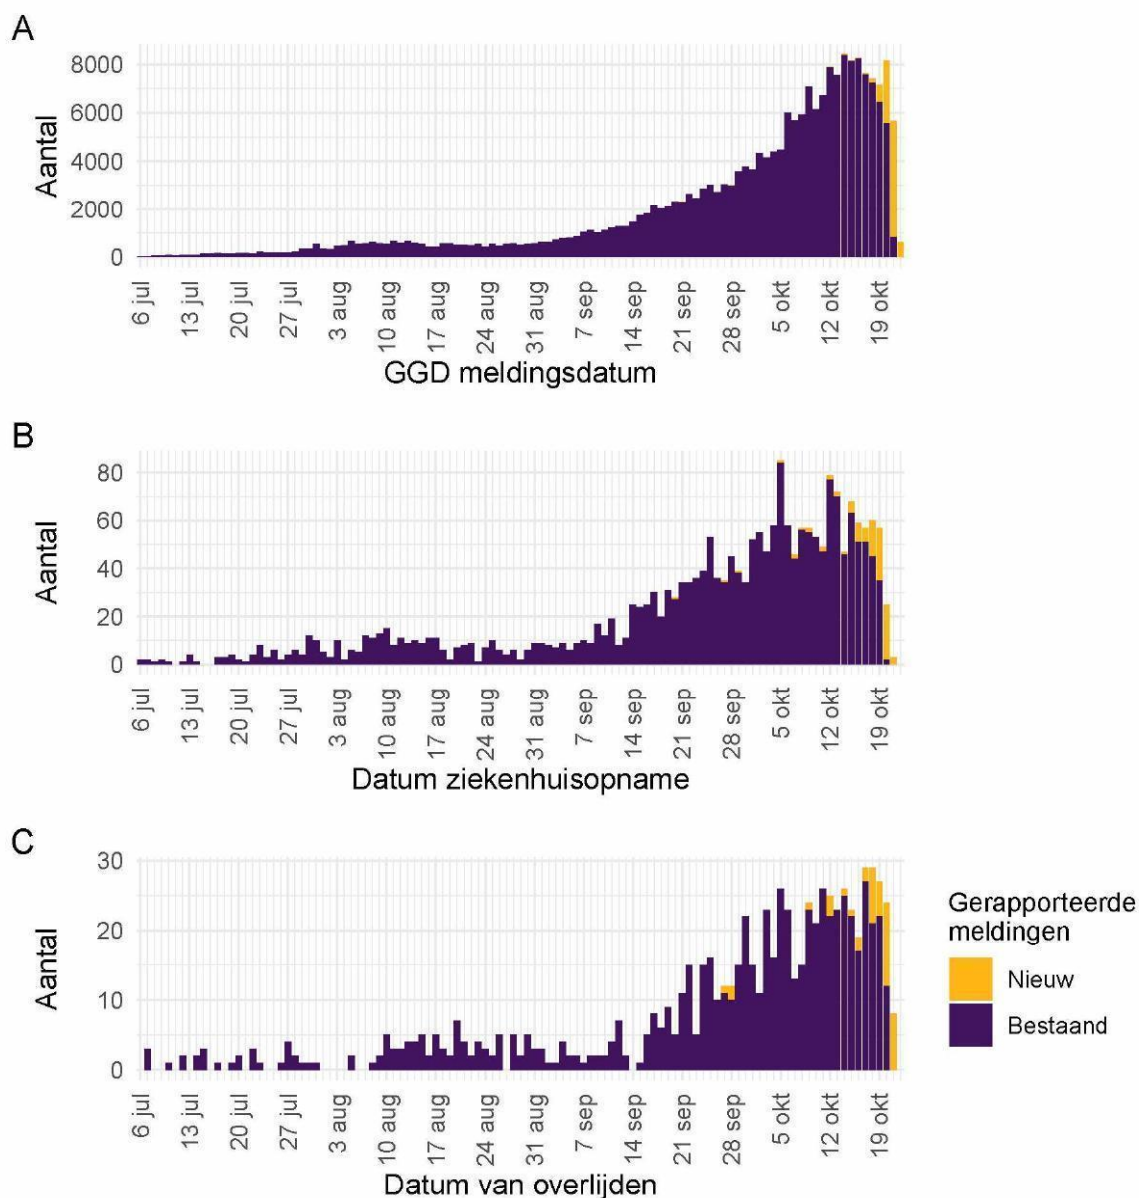 A
8000
6000
4000
2000
0
Aantal
6 jul
13 jul
20 jul
27 jul
3 aug
10 aug
17 aug
24 aug
31 aug
7 sep
14 sep
21 sep
28 sep
5 okt
12 okt
19 okt
GGD meldingsdatum
B
80
60
40
20
0
Aantal
6 jul
13 jul
20 jul
27 jul
3 aug
10 aug
17 aug
24 aug
31 aug
7 sep
14 sep
21 sep
28 sep
5 okt
12 okt
19 okt
Datum ziekenhuisopname
C
30
20
10
0
Aantal
6 jul
13 jul
20 jul
27 jul
3 aug
10 aug
17 aug
24 aug
31 aug
7 sep
14 sep
21 sep
28 sep
5 okt
12 okt
19 okt
Datum van overlijden
Gerapporteerde
meldingen
Nieuw
Bestaand